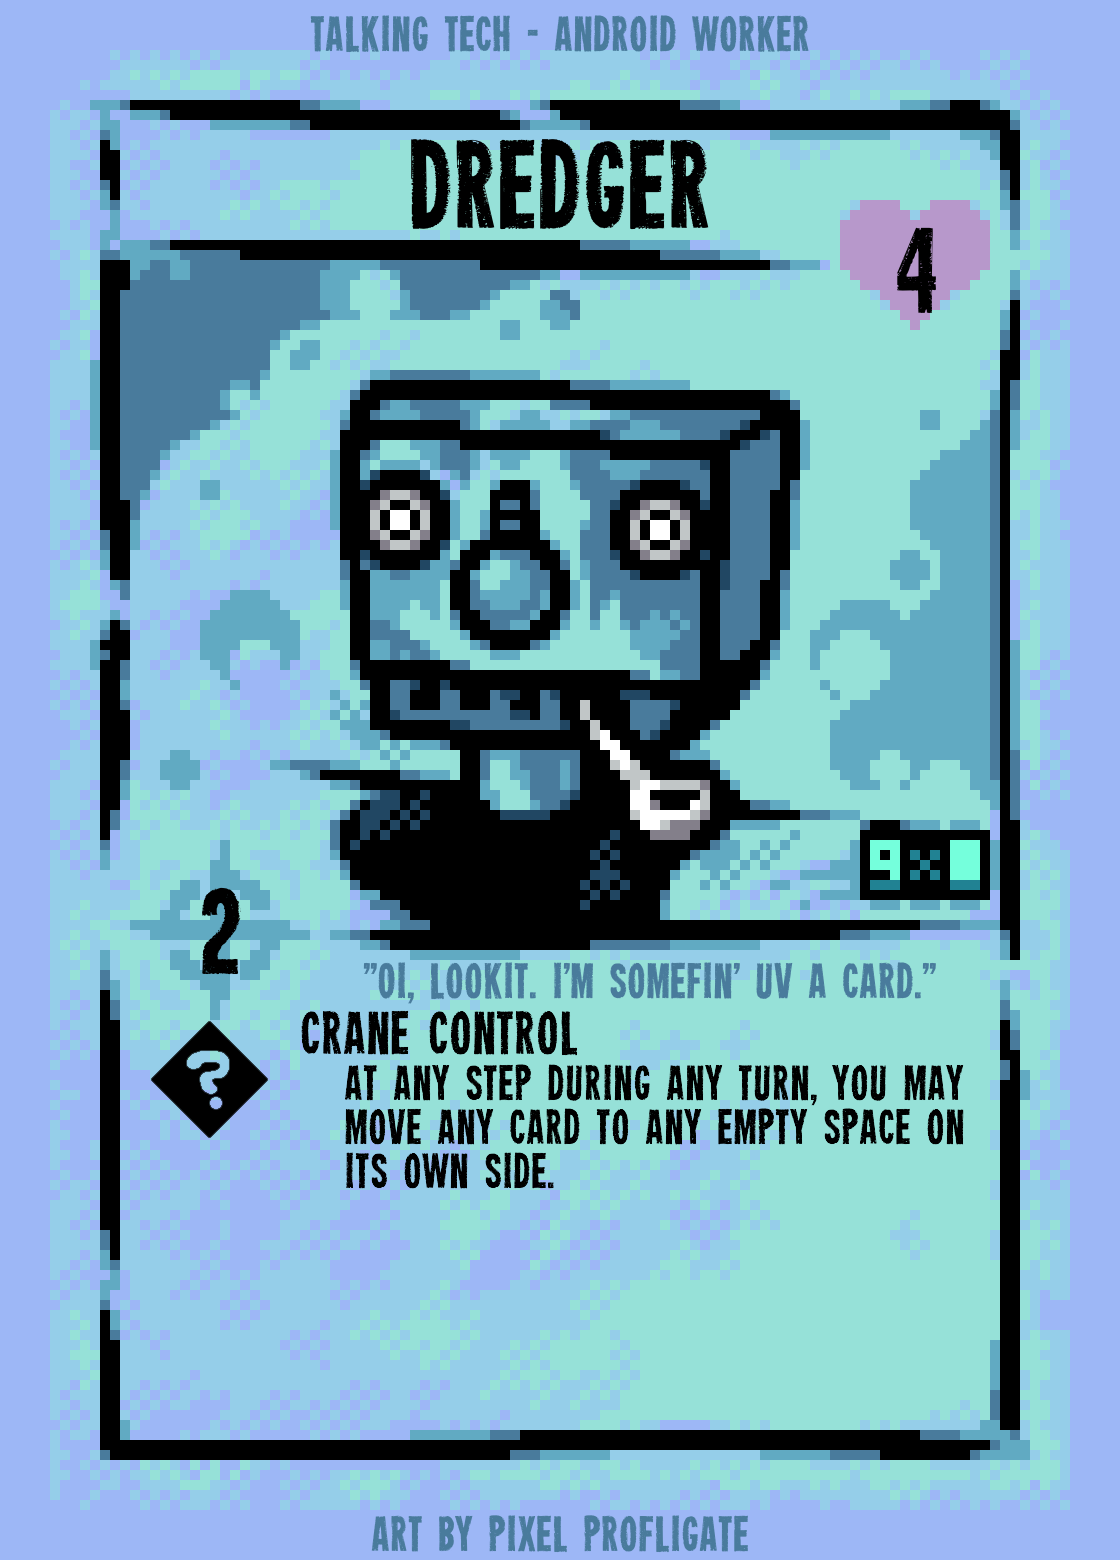 TALKING TECH - ANDROID WORKER
DREDGER
4
9×
2
"OI, LOOKIT. I'M SOMEFIN' UV A CARD."
CRANE CONTROL
?
AT ANY STEP DURING ANY TURN, YOU MAY
MOVE ANY CARD TO ANY EMPTY SPACE ON
ITS OWN SIDE.
ART BY PIXEL PROFLIGATE